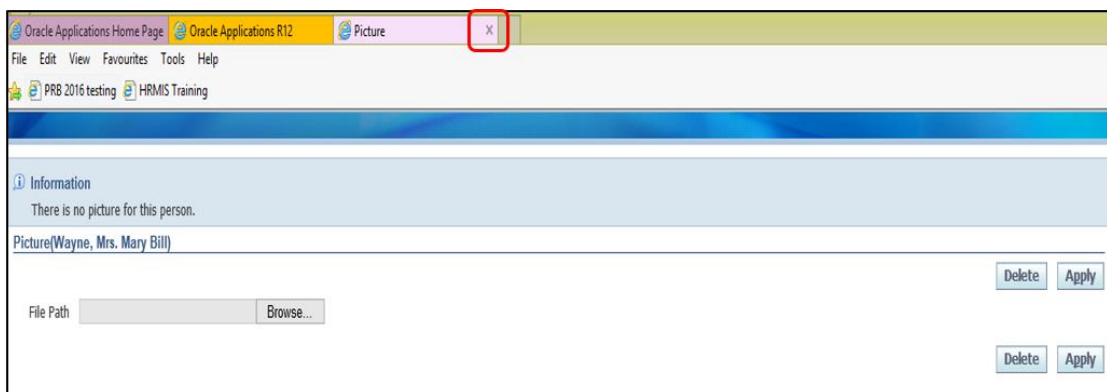 Oracle Applications Home Page Oracle Applications R12 Picture X
File Edit View Favourites Tools Help
PRB 2016 testing HRMIS Training
Information
There is no picture for this person.
Picture(Wayne, Mrs. Mary Bill)
Delete Apply
File Path Browse...
Delete Apply